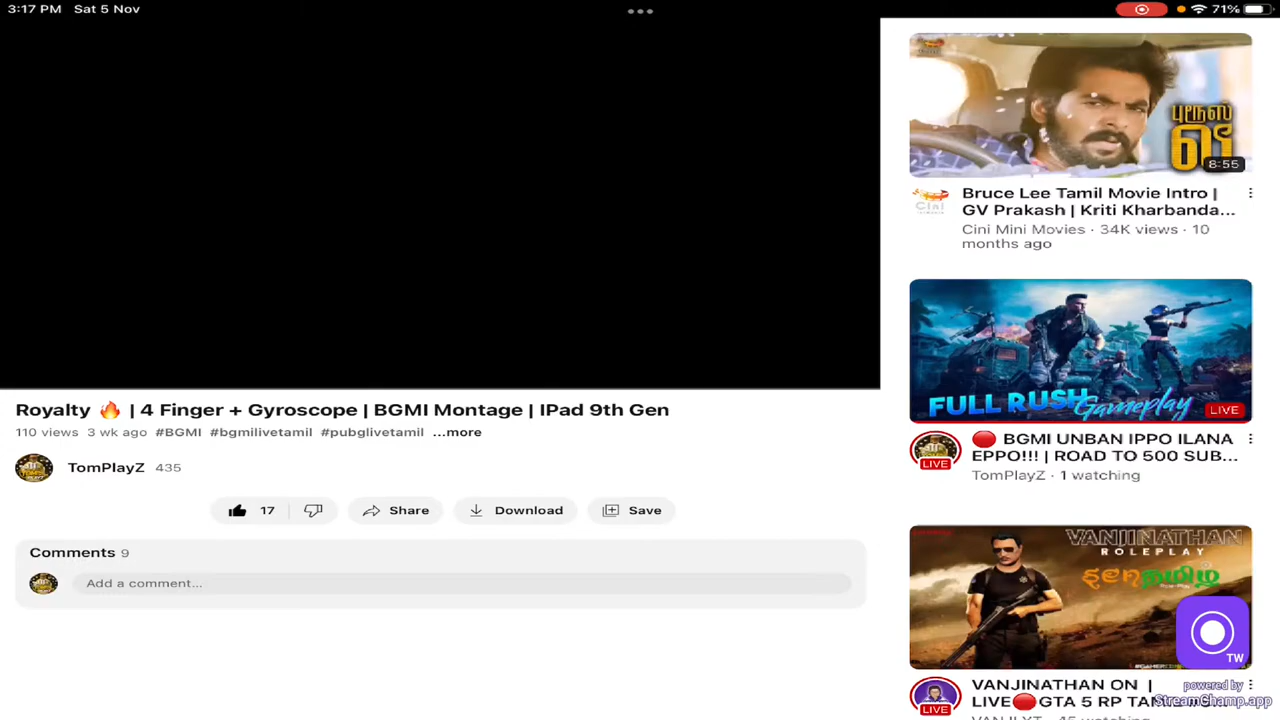 3:17 PM Sat 5 Nov
71%
Royalty 🔥 | 4 Finger + Gyroscope | BGMI Montage | IPad 9th Gen
110 views 3 wk ago #BGMI #bgmilivetamil #pubglivetamil ...more
TomPlayZ 435
17
Share
Download
Save
Comments 9
Add a comment...
புரூஸ்
லீ
8:55
Cini
Bruce Lee Tamil Movie Intro |
GV Prakash | Kriti Kharbanda...
Cini Mini Movies · 34K views · 10
months ago
FULL RUSH
Gameplay
LIVE
LIVE
🔴 BGMI UNBAN IPPO ILANA
EPPO!!! | ROAD TO 500 SUB...
TomPlayZ · 1 watching
VANJINATHAN
ROLEPLAY
TW
LIVE
VANJINATHAN ON |
LIVE🔴GTA 5 RP
powered by
StreamChamp.app